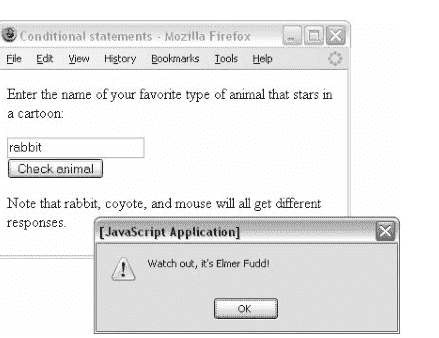 Conditional statements - Mozilla Firefox
File Edit View History Bookmarks Tools Help
Enter the name of your favorite type of animal that stars in
a cartoon:
rabbit
Check animal
Note that rabbit, coyote, and mouse will all get different
responses.
[JavaScript Application]
Watch out, it's Elmer Fudd!
OK